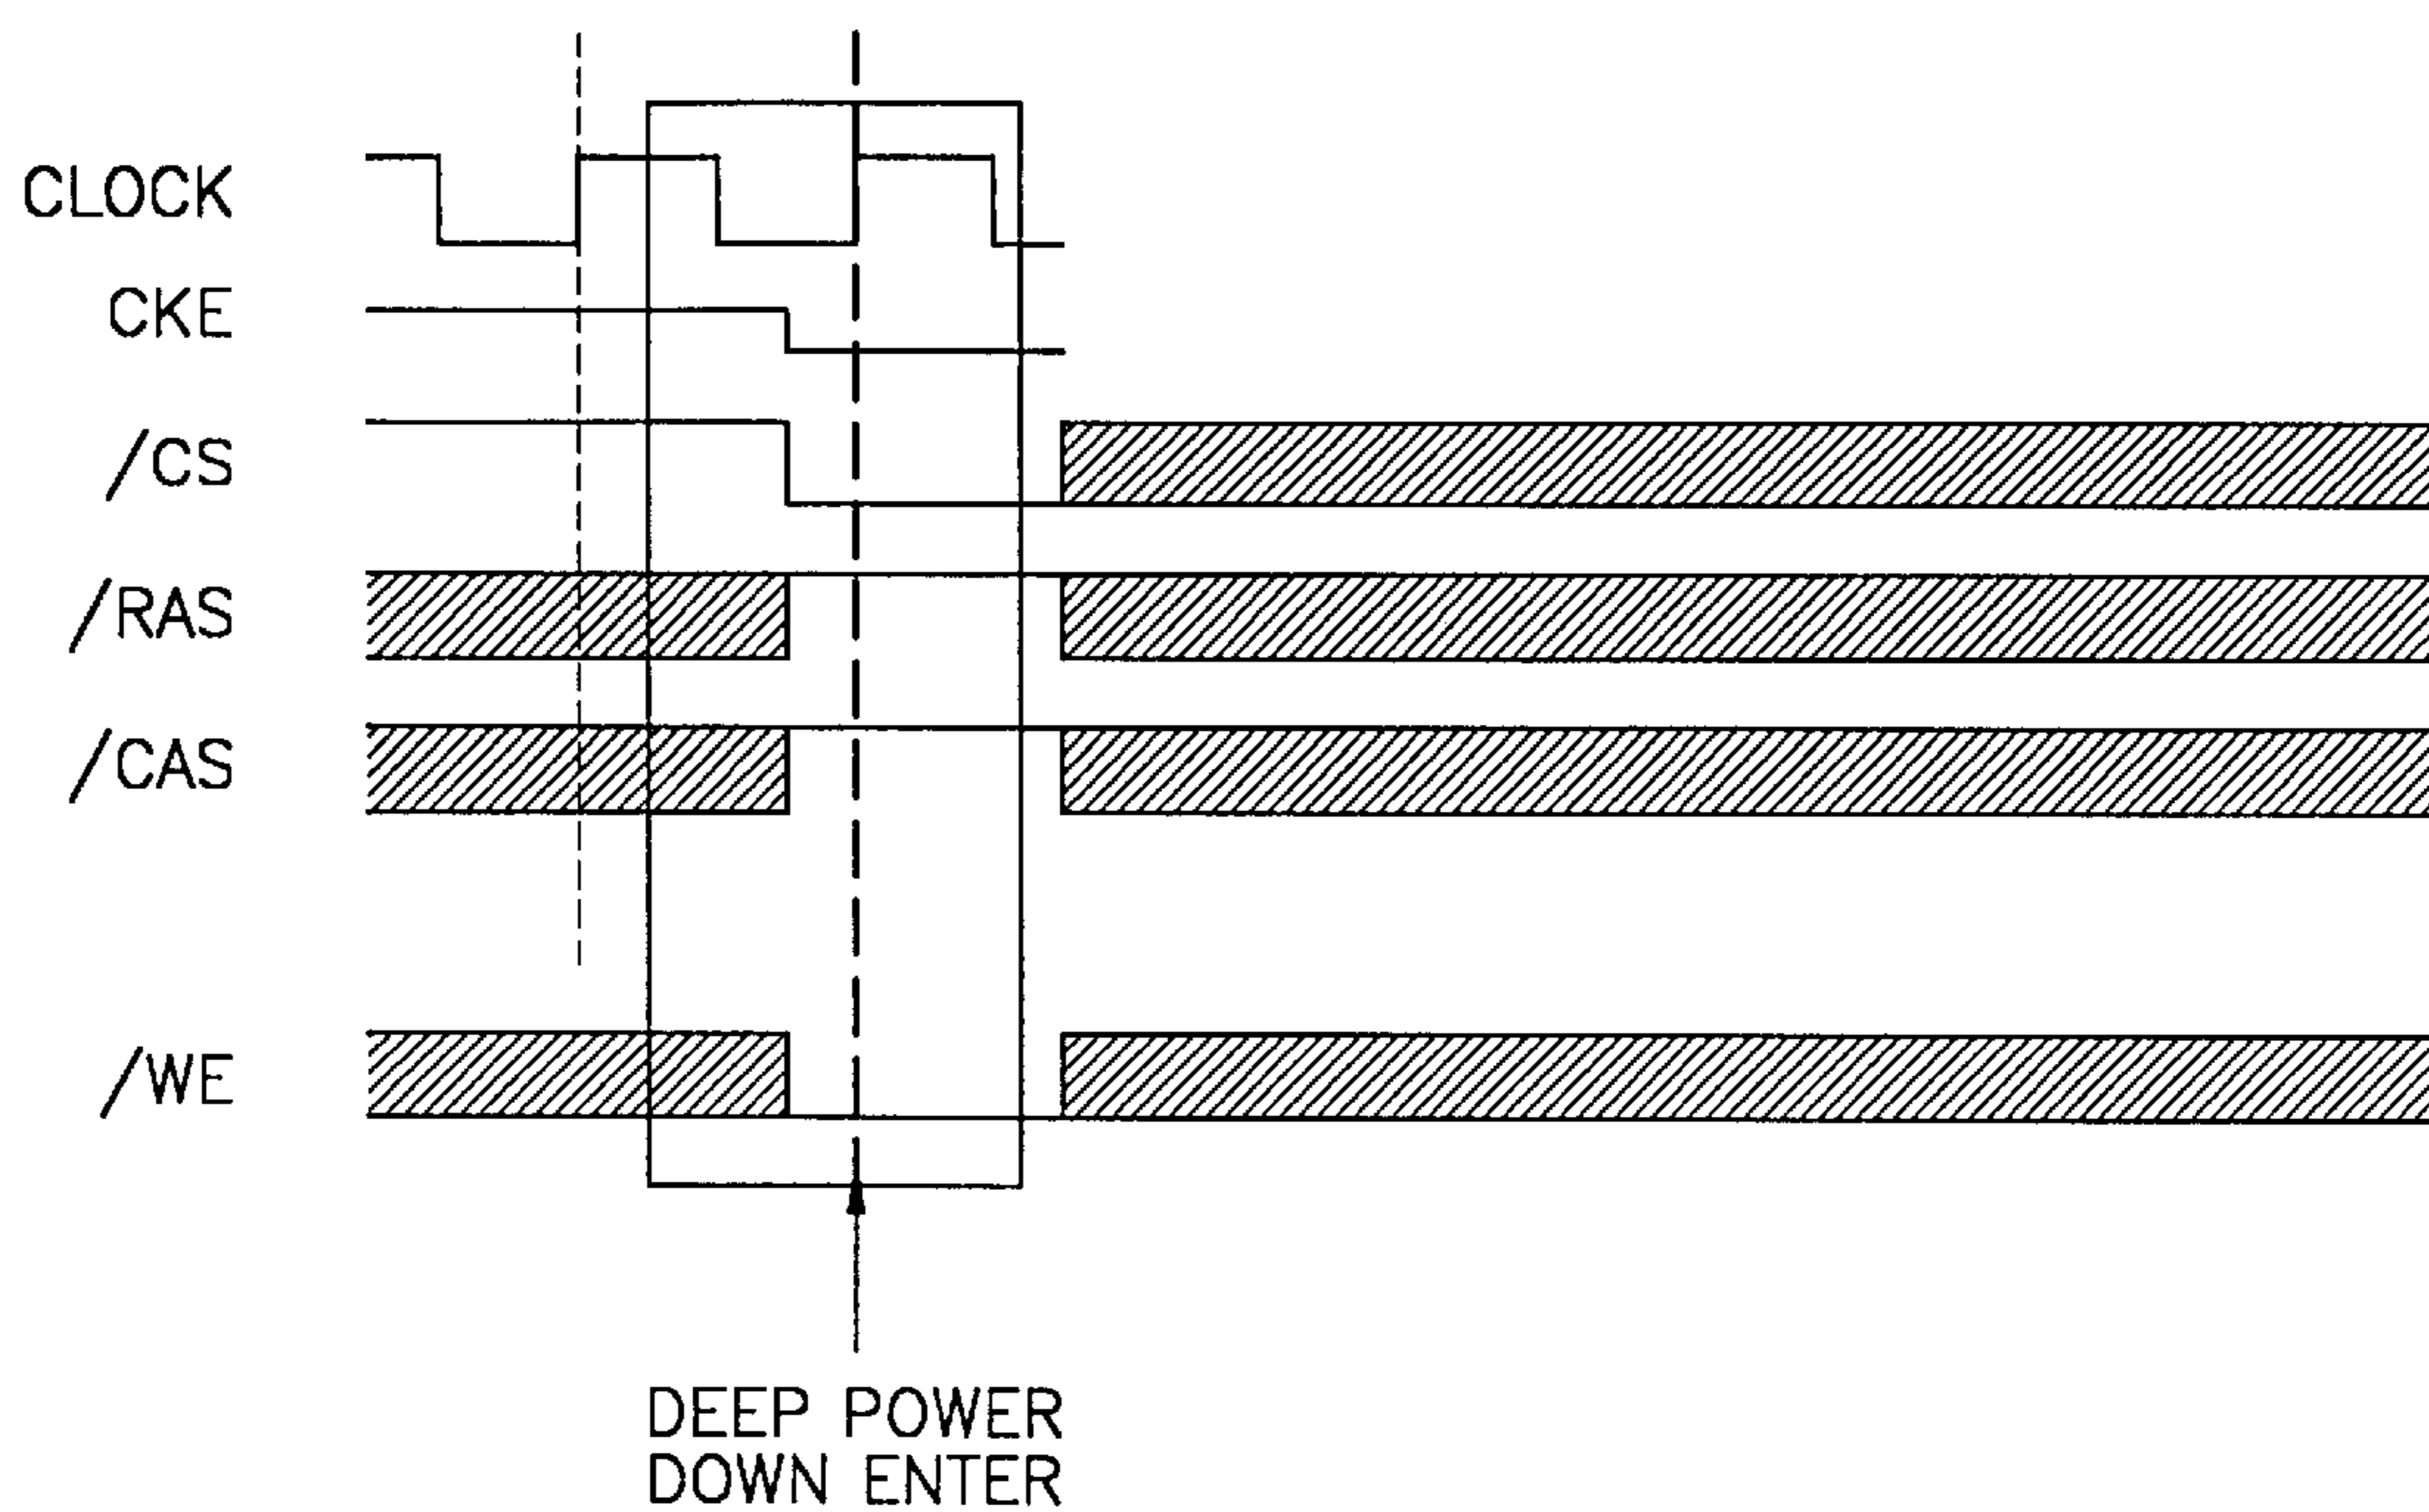 CLOCK
CKE
/CS
/RAS
/CAS
/WE
DEEP POWER
DOWN ENTER